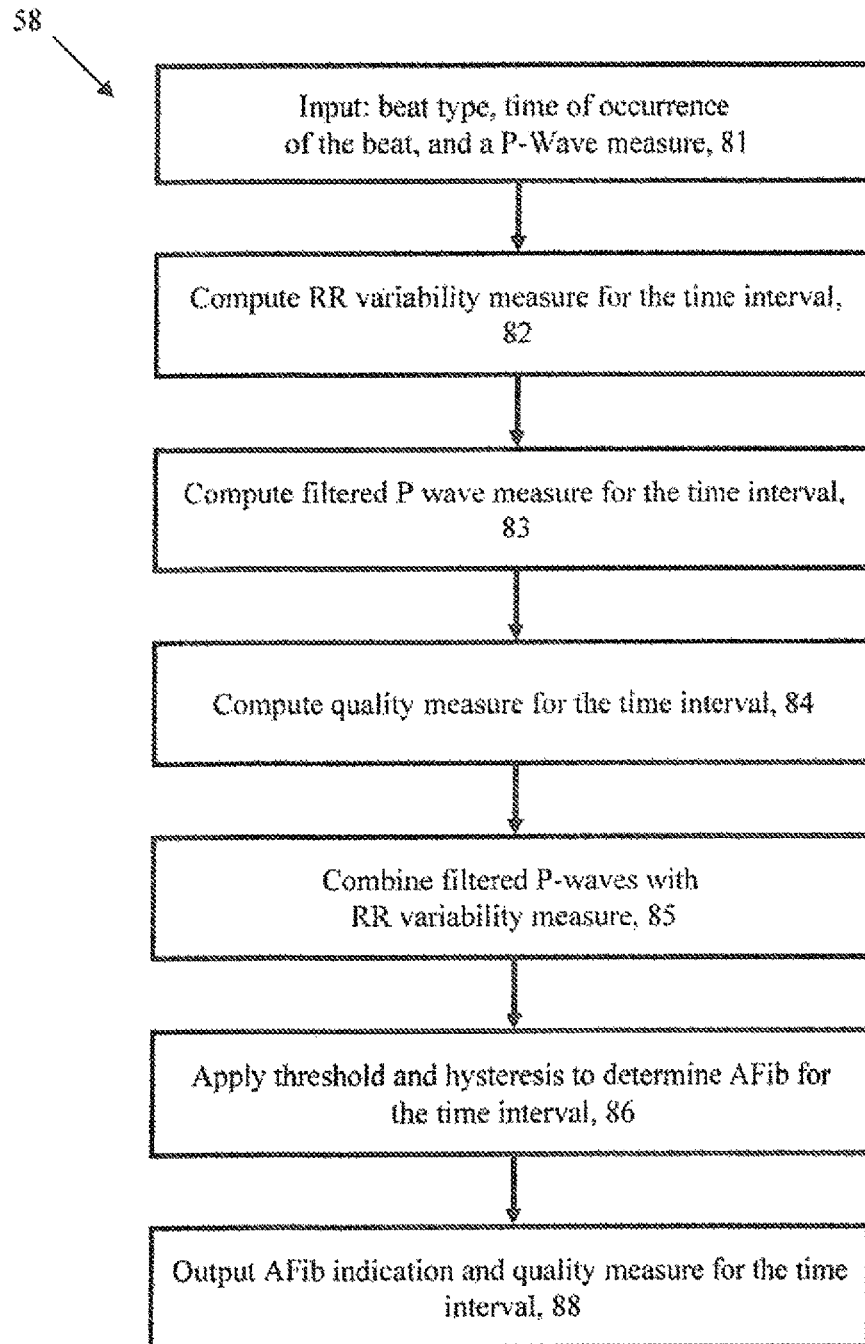 58
Input: beat type, time of occurrence
of the beat, and a P-Wave measure, 81
Compute RR variability measure for the time interval,
82
Compute filtered P wave measure for the time interval,
83
Compute quality measure for the time interval, 84
Combine filtered P-waves with
RR variability measure, 85
Apply threshold and hysteresis to determine AFib for
the time interval, 86
Output AFib indication and quality measure for the time
interval, 88